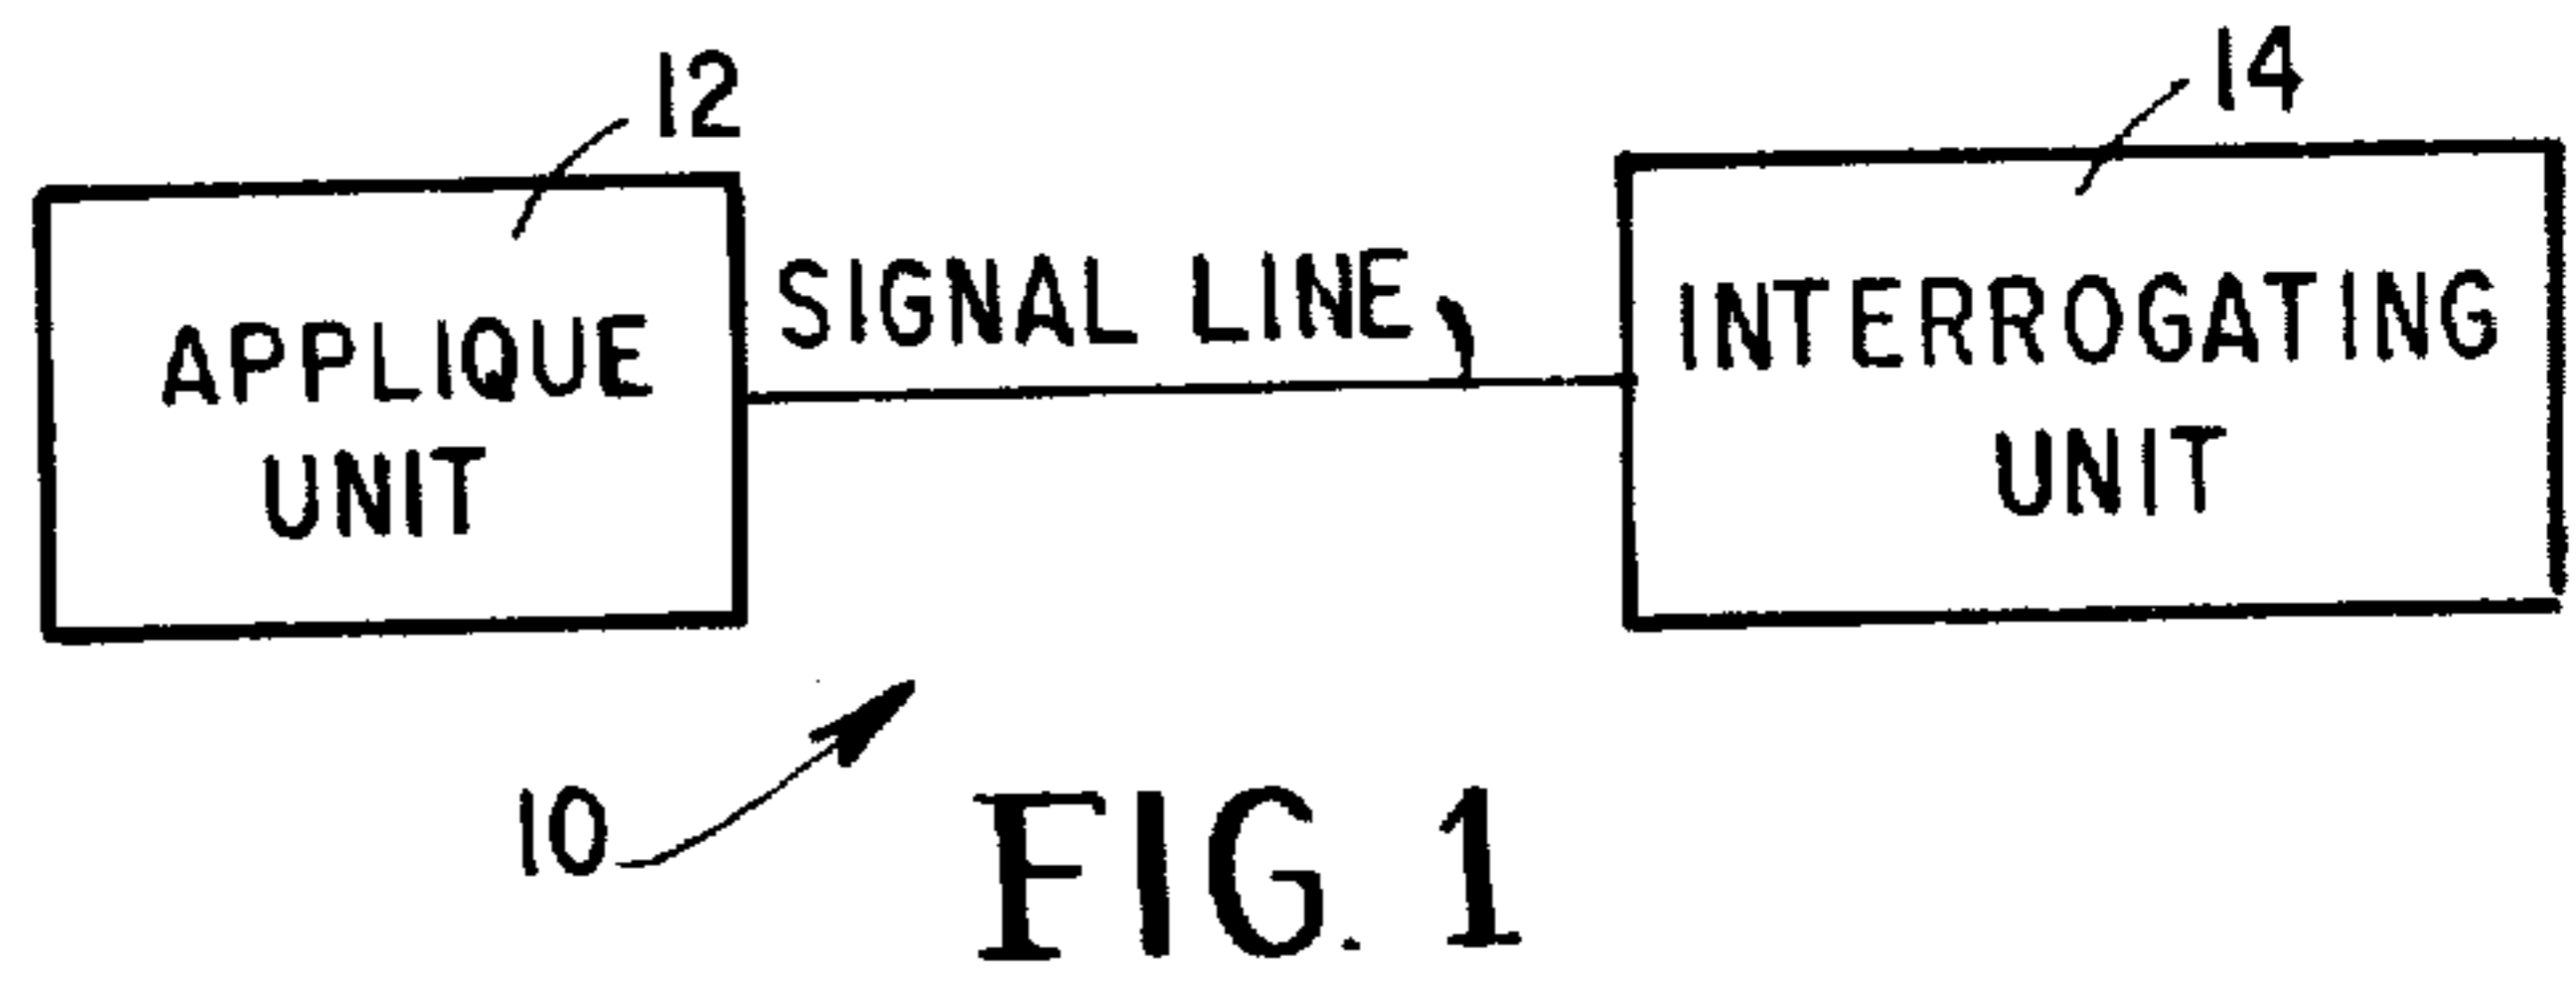 12
14
APPLIQUE
UNIT
SIGNAL LINE
INTERROGATING
UNIT
10
FIG. 1